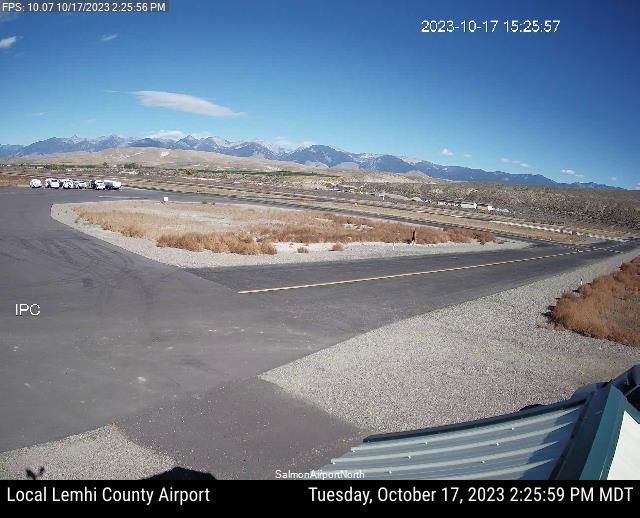 FPS: 10.07 10/17/2023 2:25:56 PM
2023-10-17 15:25:57
IPC
SalmonAirportNorth
Local Lemhi County Airport Tuesday, October 17, 2023 2:25:59 PM MDT